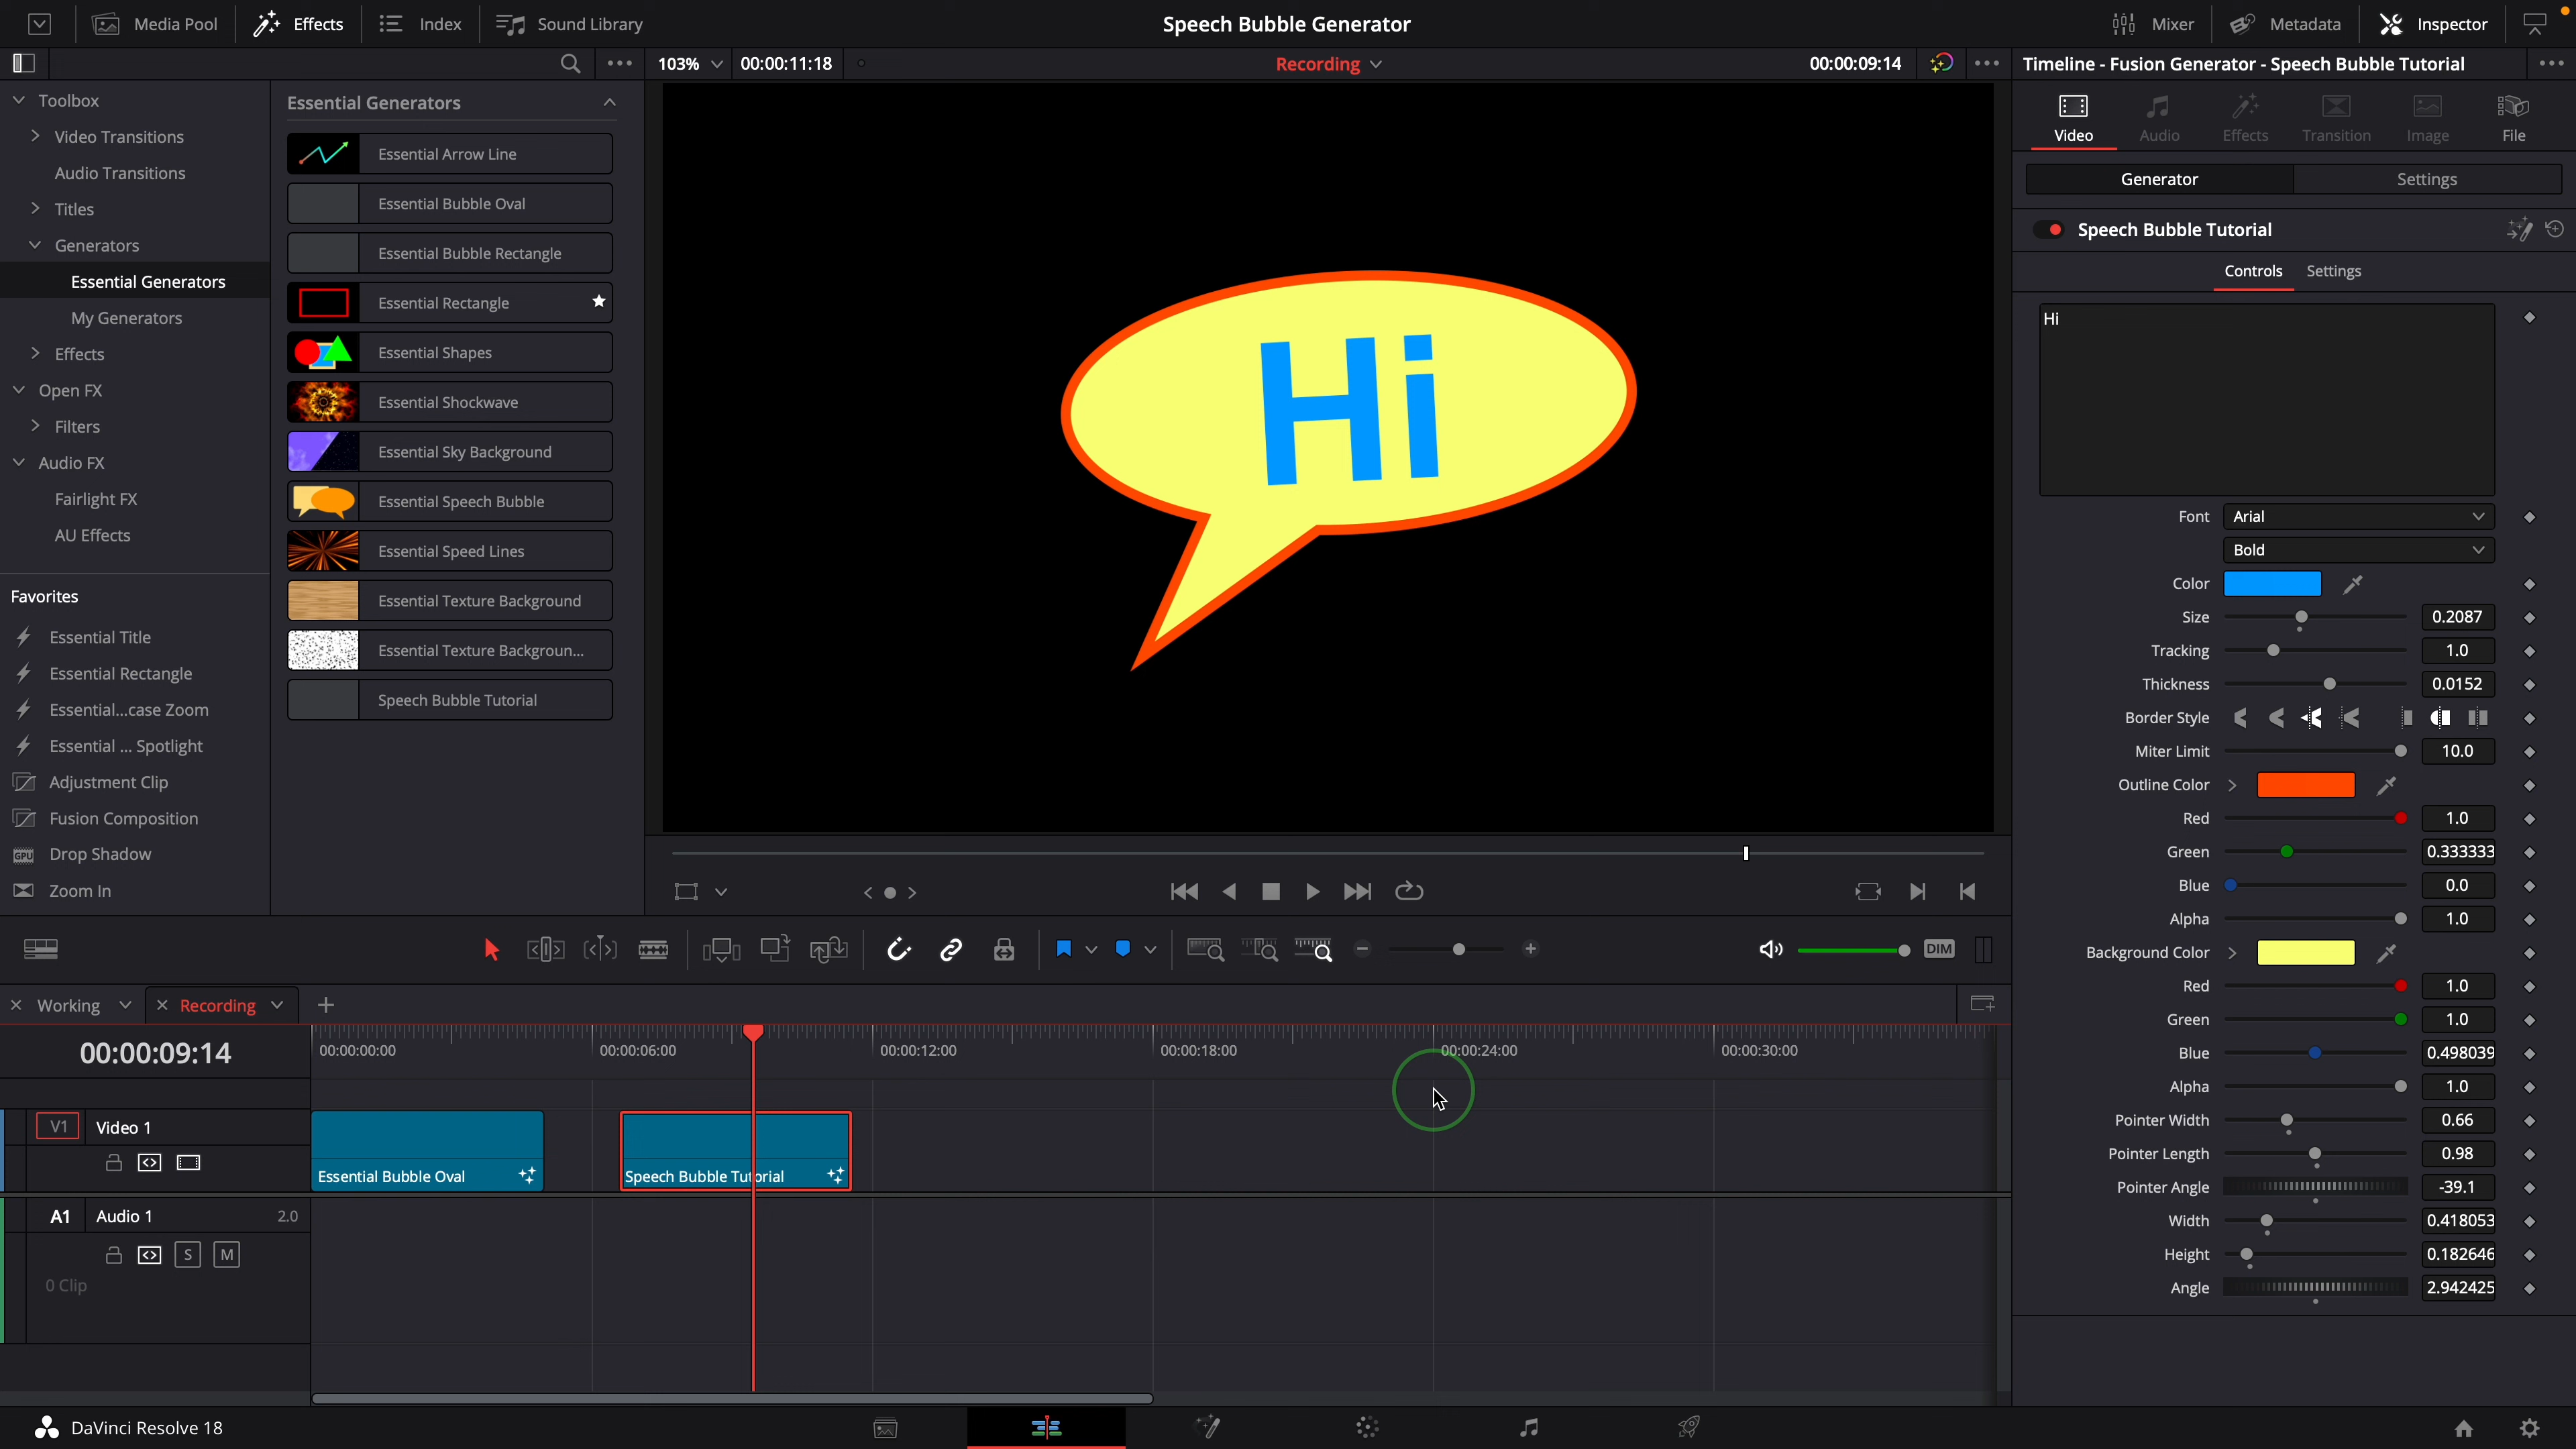 Media Pool
Effects
Index
Sound Library
Speech Bubble Generator
Mixer
Metadata
Inspector
103%
00:00:11:18
Recording
00:00:09:14
Timeline - Fusion Generator - Speech Bubble Tutorial
Toolbox
Video Transitions
Audio Transitions
Titles
Generators
Essential Generators
My Generators
Effects
Open FX
Filters
Audio FX
Fairlight FX
AU Effects
Favorites
Essential Title
Essential Rectangle
Essential...case Zoom
Essential ... Spotlight
Adjustment Clip
Fusion Composition
GPU
Drop Shadow
Zoom In
Essential Generators
Essential Arrow Line
Essential Bubble Oval
Essential Bubble Rectangle
Essential Rectangle
Essential Shapes
Essential Shockwave
Essential Sky Background
Essential Speech Bubble
Essential Speed Lines
Essential Texture Background
Essential Texture Backgroun...
Speech Bubble Tutorial
Hi
Video
Audio
Effects
Transition
Image
File
Generator
Settings
Speech Bubble Tutorial
Controls
Settings
Hi
Font Arial
Bold
Color
Size 0.2087
Tracking 1.0
Thickness 0.0152
Border Style
Miter Limit 10.0
Outline Color
Red 1.0
Green 0.333333
Blue 0.0
Alpha 1.0
Background Color
Red 1.0
Green 1.0
Blue 0.498039
Alpha 1.0
Pointer Width 0.66
Pointer Length 0.98
Pointer Angle -39.1
Width 0.418053
Height 0.182646
Angle 2.942425
DIM
Working
Recording
00:00:09:14
00:00:00:00
00:00:06:00
00:00:12:00
00:00:18:00
00:00:24:00
00:00:30:00
V1
Video 1
Essential Bubble Oval
Speech Bubble Tutorial
A1
Audio 1
2.0
S
M
0 Clip
DaVinci Resolve 18